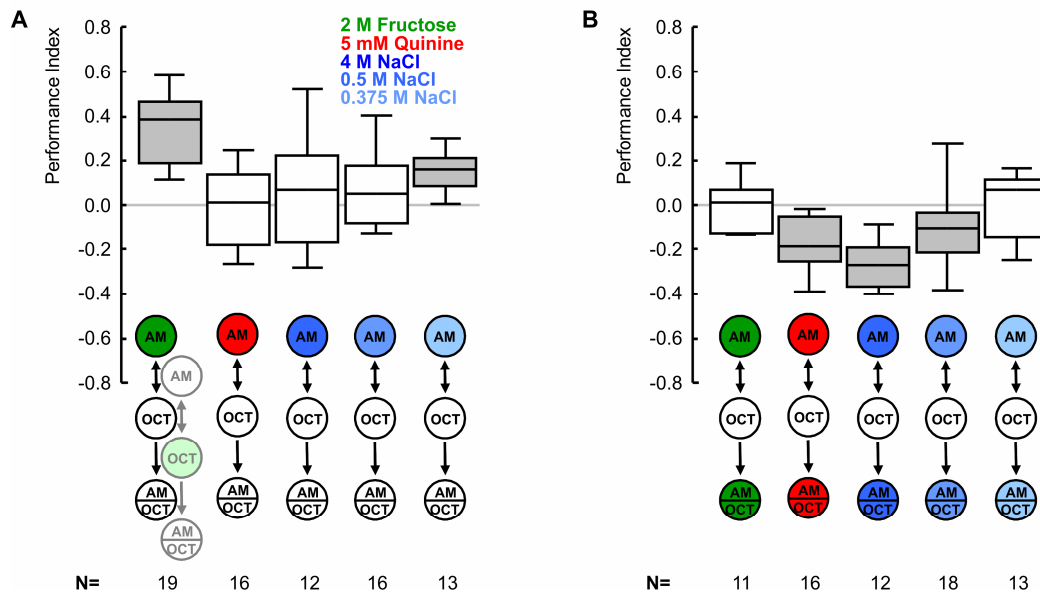 A
B
Performance Index
0.8
0.6
0.4
0.2
0.0
-0.2
-0.4
-0.6
-0.8
2 M Fructose
5 mM Quinine
4 M NaCl
0.5 M NaCl
0.375 M NaCl
AM AM AM AM AM
AM
OCT OCT OCT OCT OCT
OCT
AM AM AM AM AM
OCT OCT OCT OCT OCT
AM
OCT
N= 19 16 12 16 13
Performance Index
0.8
0.6
0.4
0.2
0.0
-0.2
-0.4
-0.6
-0.8
AM AM AM AM AM
OCT OCT OCT OCT OCT
AM AM AM AM AM
OCT OCT OCT OCT OCT
N= 11 16 12 18 13